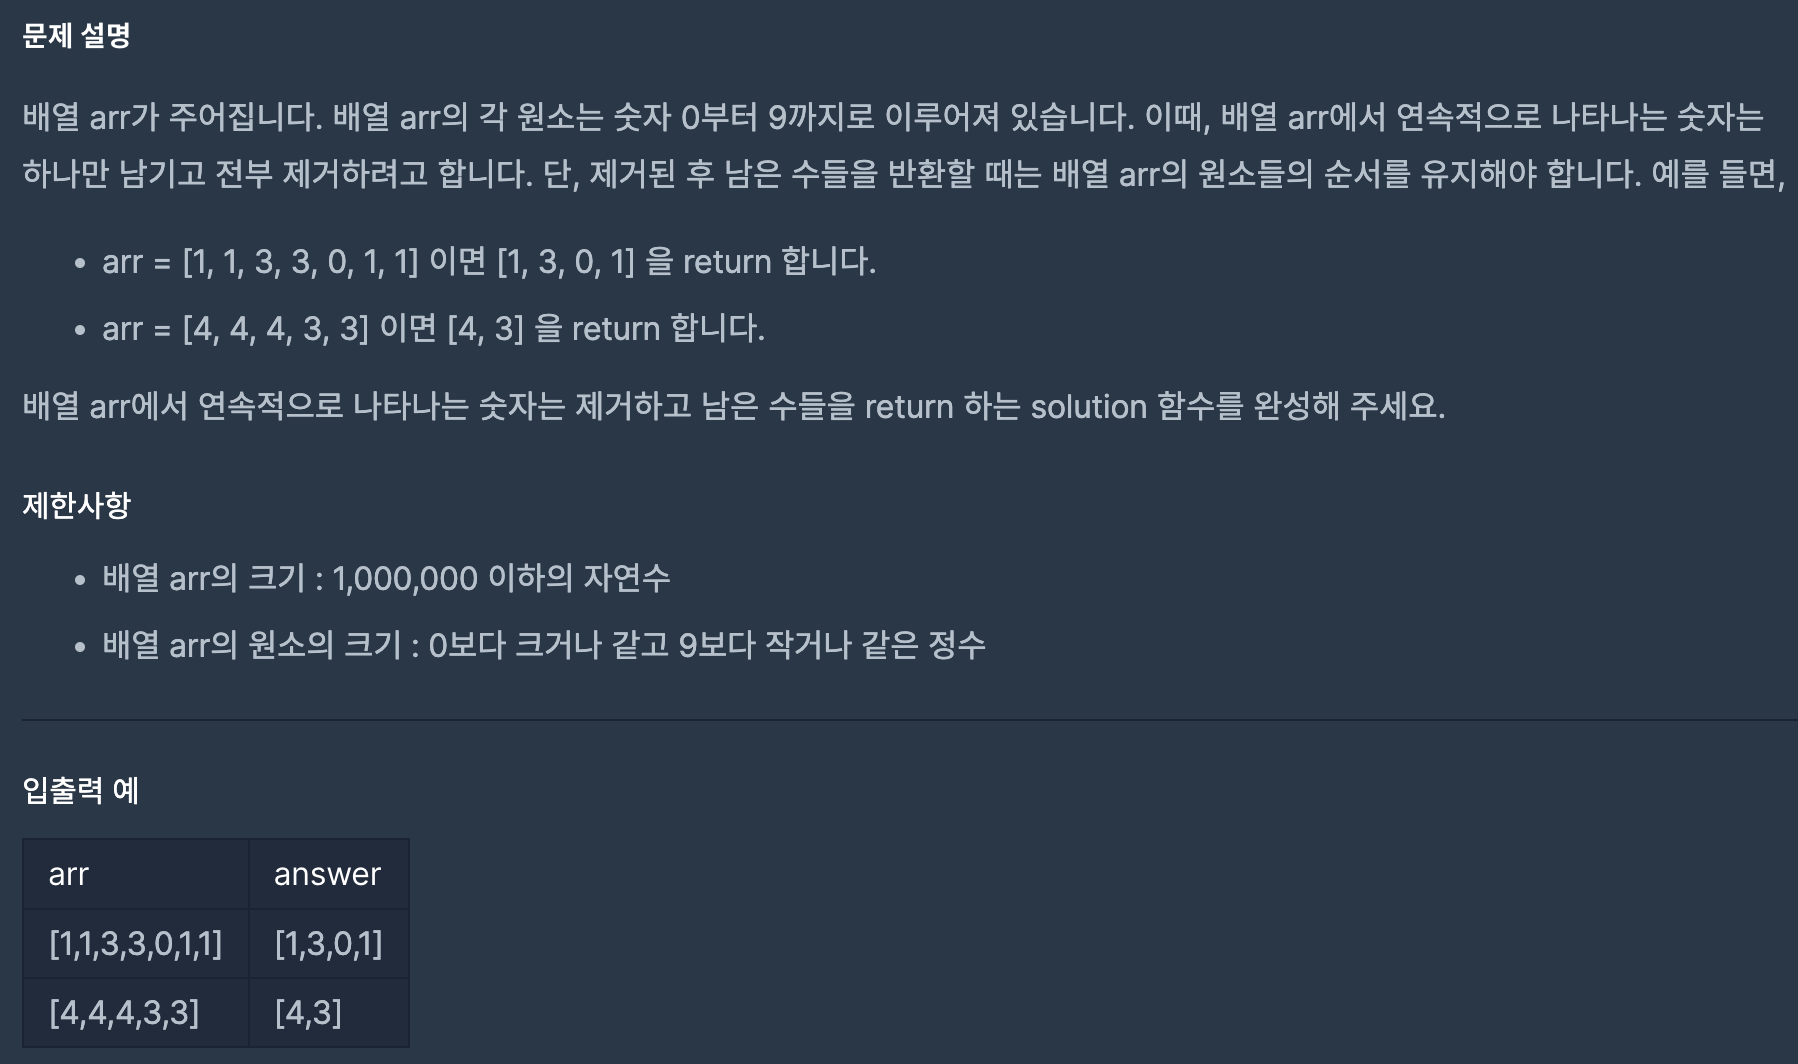 문제 설명
배열 arr가 주어집니다. 배열 arr의 각 원소는 숫자 0부터 9까지로 이루어져 있습니다. 이때, 배열 arr에서 연속적으로 나타나는 숫자는
하나만 남기고 전부 제거하려고 합니다. 단, 제거된 후 남은 수들을 반환할 때는 배열 arr의 원소들의 순서를 유지해야 합니다. 예를 들면,
• arr = [1, 1, 3, 3, 0, 1, 1] 이면 [1, 3, 0, 1] 을 return 합니다.
• arr = [4, 4, 4, 3, 3] 이면 [4, 3] 을 return 합니다.
배열 arr에서 연속적으로 나타나는 숫자는 제거하고 남은 수들을 return 하는 solution 함수를 완성해 주세요.
제한사항
• 배열 arr의 크기 : 1,000,000 이하의 자연수
• 배열 arr의 원소의 크기 : 0보다 크거나 같고 9보다 작거나 같은 정수
입출력 예
arr answer
[1,1,3,3,0,1,1] [1,3,0,1]
[4,4,4,3,3] [4,3]